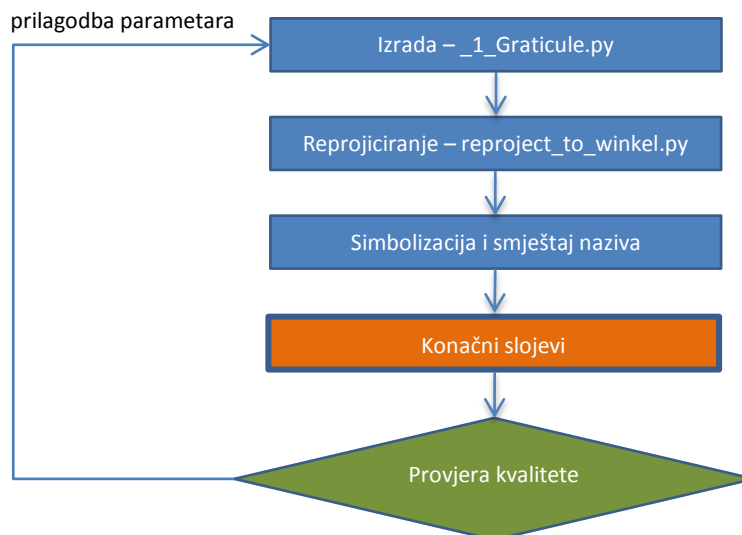 prilagodba parametara
Izrada – _1_Graticule.py
Reprojiciranje – reproject_to_winkel.py
Simbolizacija i smještaj naziva
Konačni slojevi
Provjera kvalitete